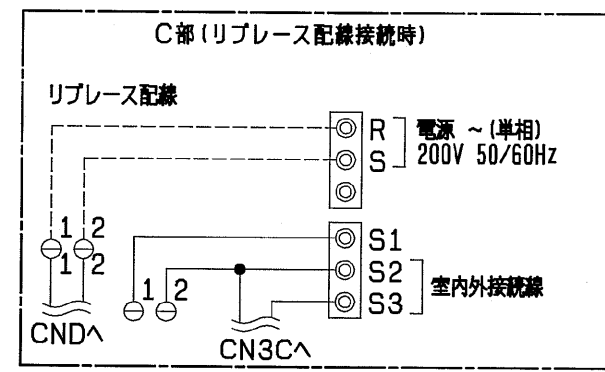 C部(リプレース配線接続時)
リプレース配線
R 電源 ～(単相)
S 200V 50/60Hz
1 2
1 2
S1
1 2
S2
S3
室内外接続線
CNDへ
CN3Cへ